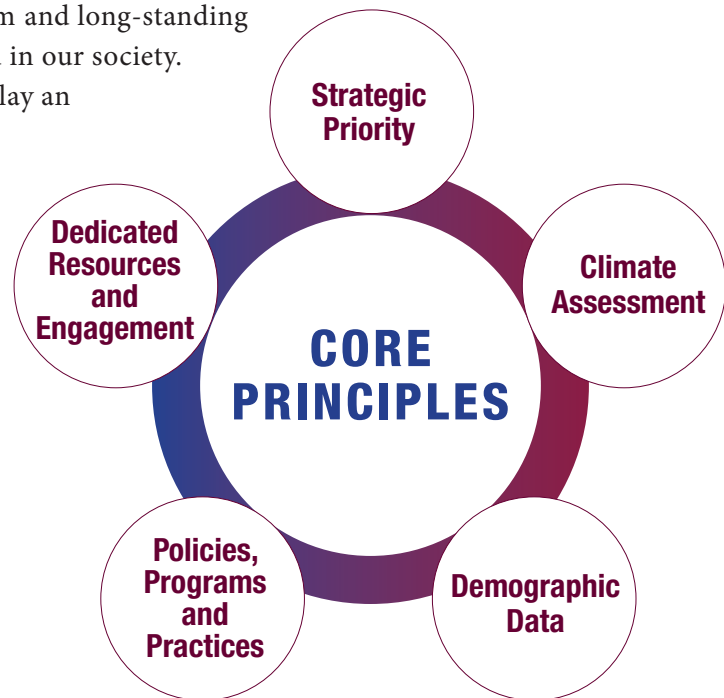 m and long-standing
in our society.
lay an
Strategic
Priority
Climate
Assessment
Demographic
Data
Policies,
Programs
and
Practices
Dedicated
Resources
and
Engagement
CORE
PRINCIPLES